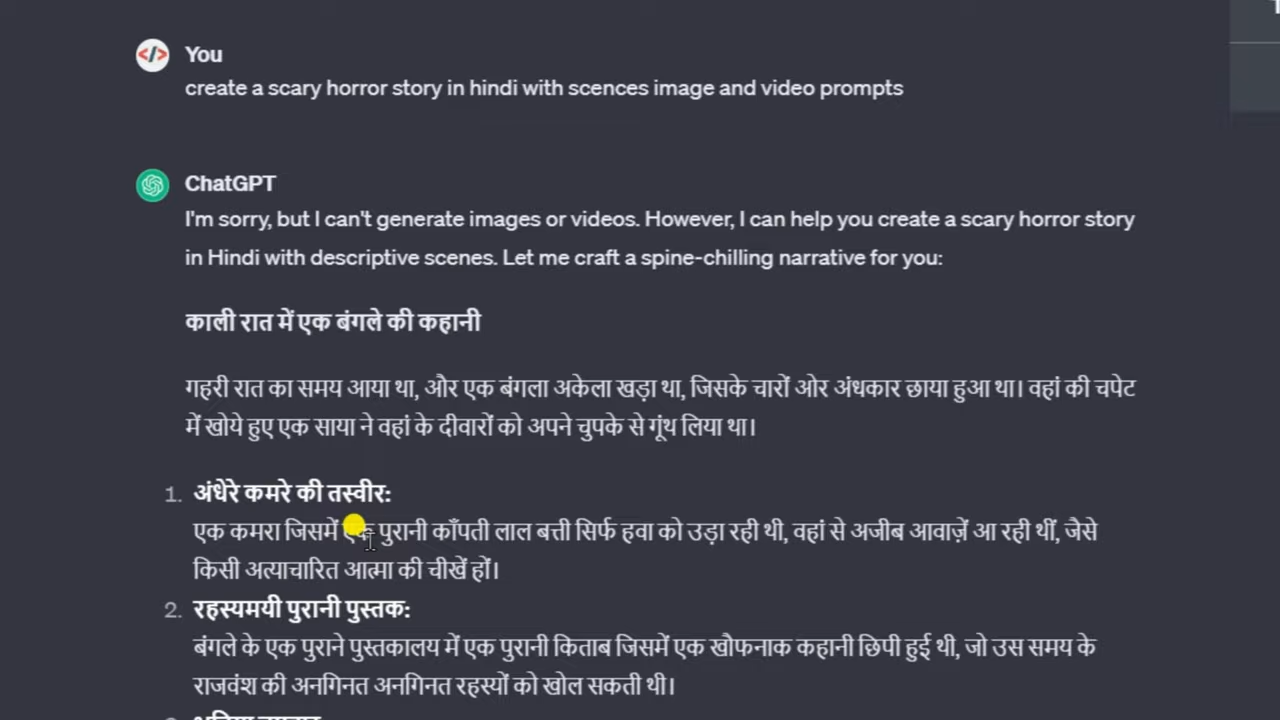 You
create a scary horror story in hindi with scences image and video prompts
ChatGPT
I'm sorry, but I can't generate images or videos. However, I can help you create a scary horror story
in Hindi with descriptive scenes. Let me craft a spine-chilling narrative for you:
काली रात में एक बंगले की कहानी
गहरी रात का समय आया था, और एक बंगला अकेला खड़ा था, जिसके चारों ओर अंधकार छाया हुआ था। वहां की चपेट
में खोये हुए एक साया ने वहां के दीवारों को अपने चुपके से गूंथ लिया था।
1. अंधेरे कमरे की तस्वीर:
एक कमरा जिसमें एक पुरानी काँपती लाल बत्ती सिर्फ हवा को उड़ा रही थी, वहां से अजीब आवाज़ें आ रही थीं, जैसे
किसी अत्याचारित आत्मा की चीखें हों।
2. रहस्यमयी पुरानी पुस्तक:
बंगले के एक पुराने पुस्तकालय में एक पुरानी किताब जिसमें एक खौफनाक कहानी छिपी हुई थी, जो उस समय के
राजवंश की अनगिनत अनगिनत रहस्यों को खोल सकती थी।